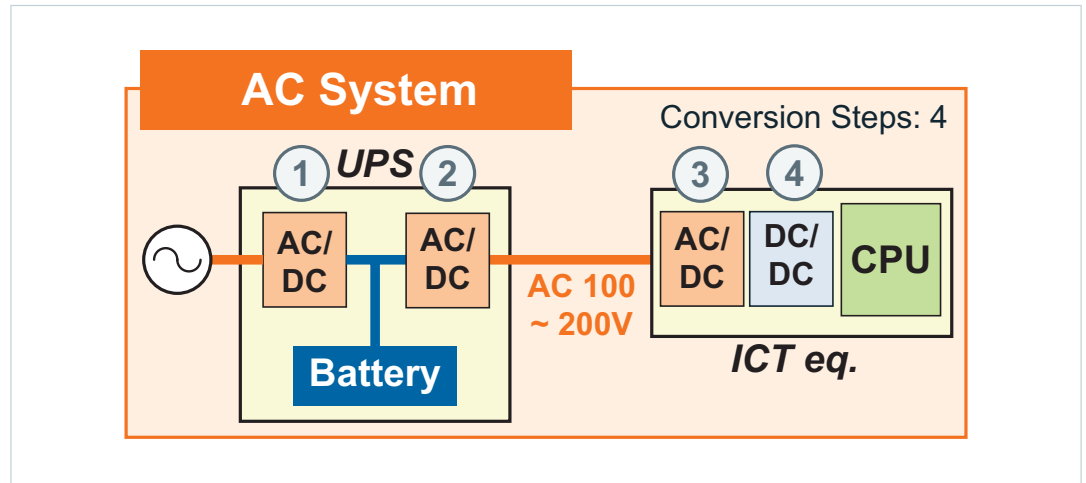 AC System
Conversion Steps: 4
1
UPS
2
3
4
AC/
DC
AC/
DC
AC/
DC
DC/
DC
CPU
AC 100
~ 200V
Battery
ICT eq.